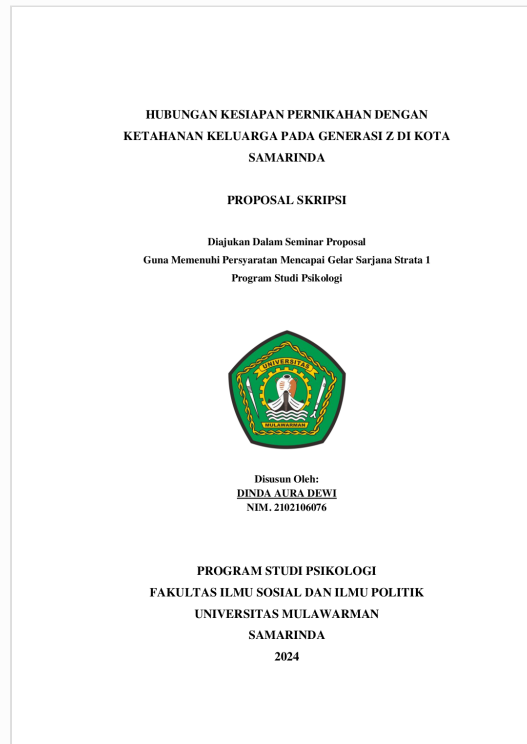 HUBUNGAN KESIAPAN PERNIKAHAN DENGAN
KETAHANAN KELUARGA PADA GENERASI Z DI KOTA
SAMARINDA
PROPOSAL SKRIPSI
Diajukan Dalam Seminar Proposal
Guna Memenuhi Persyaratan Mencapai Gelar Sarjana Strata 1
Program Studi Psikologi
UNIVERSITAS
MULAWARMAN
Disusun Oleh:
DINDA AURA DEWI
NIM. 2102106076
PROGRAM STUDI PSIKOLOGI
FAKULTAS ILMU SOSIAL DAN ILMU POLITIK
UNIVERSITAS MULAWARMAN
SAMARINDA
2024